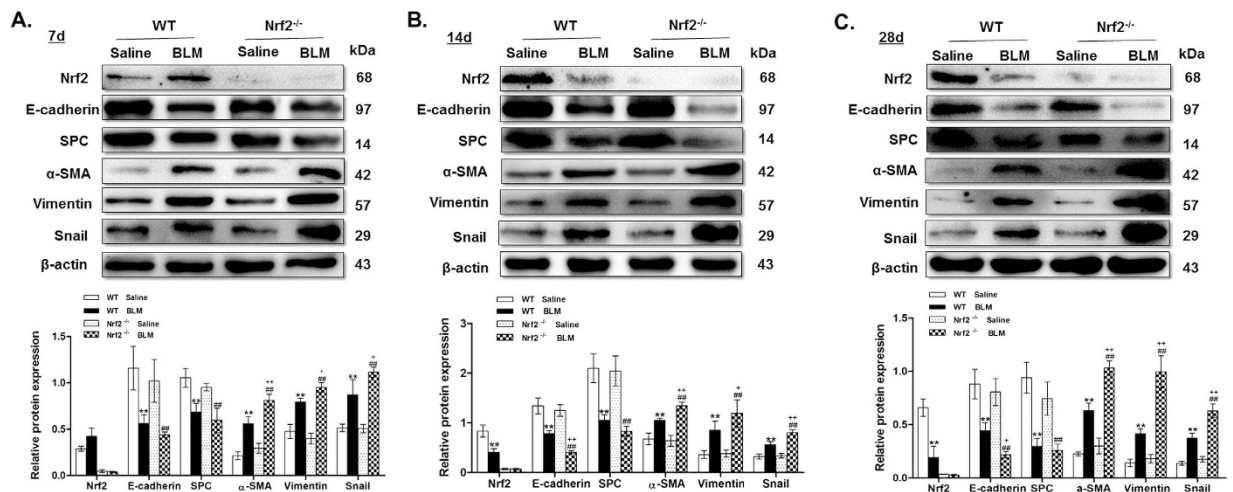 A.
7d
WT Nrf2-/-
Saline BLM Saline BLM kDa
Nrf2 68
E-cadherin 97
SPC 14
α-SMA 42
Vimentin 57
Snail 29
β-actin 43
WT Saline
WT BLM
Nrf2 -/- Saline
Nrf2 -/- BLM
Relative protein expression
1.5
1.0
0.5
0.0
** ** ** ** **
## ## ++ ## + ## + ##
Nrf2 E-cadherin SPC α-SMA Vimentin Snail
B.
14d
WT Nrf2-/-
Saline BLM Saline BLM kDa
Nrf2 68
E-cadherin 97
SPC 14
α-SMA 42
Vimentin 57
Snail 29
β-actin 43
WT Saline
WT BLM
Nrf2 -/- Saline
Nrf2 -/- BLM
Relative protein expression
3
2
1
0
** ** ** ** ** **
++ ## ## ++ ## + ## ++ ##
Nrf2 E-cadherin SPC α-SMA Vimentin Snail
C.
28d
WT Nrf2-/-
Saline BLM Saline BLM kDa
Nrf2 68
E-cadherin 97
SPC 14
α-SMA 42
Vimentin 57
Snail 29
β-actin 43
WT Saline
WT BLM
Nrf2 -/- Saline
Nrf2 -/- BLM
Relative protein expression
1.5
1.0
0.5
0.0
** ** ** ** ** **
+ ## ## ++ ## ++ ## ++ ##
Nrf2 E-cadherin SPC a-SMA Vimentin Snail